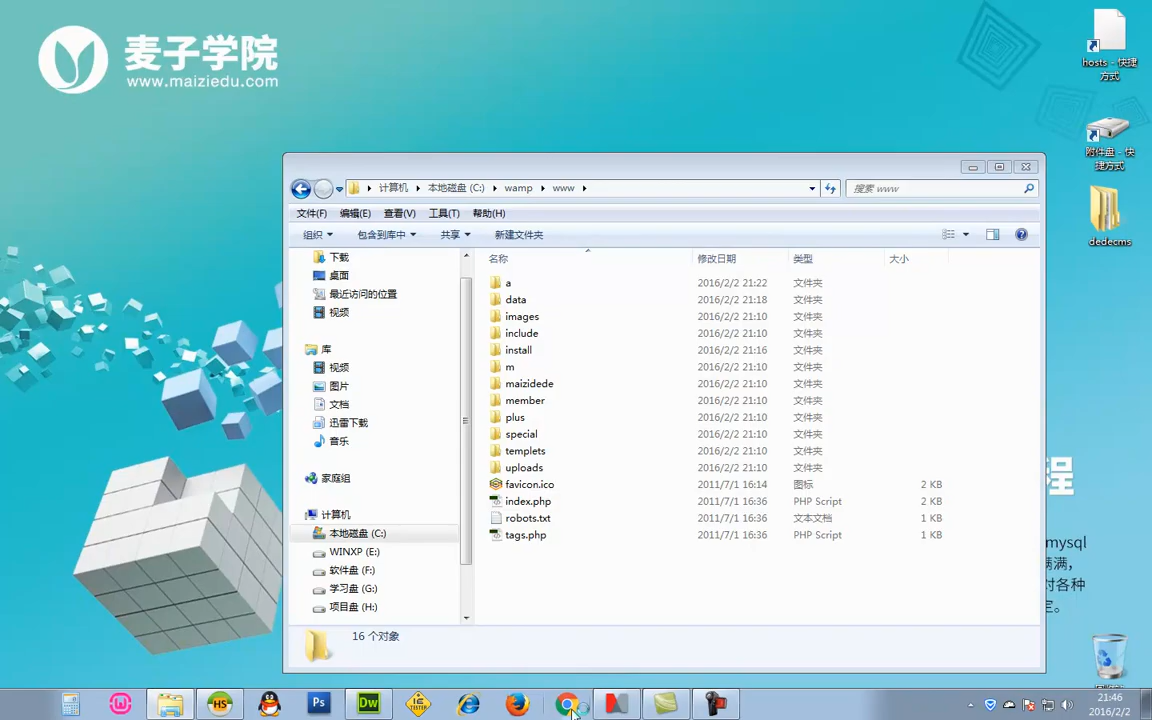 麦子学院
www.maiziedu.com
hosts - 快捷
方式
附件盘 - 快
捷方式
dedecms
计算机 本地磁盘 (C:) wamp www
搜索 www
文件(F) 编辑(E) 查看(V) 工具(T) 帮助(H)
组织 包含到库中 共享 新建文件夹
下载
桌面
最近访问的位置
视频
库
视频
图片
文档
迅雷下载
音乐
家庭组
计算机
本地磁盘 (C:)
WINXP (E:)
软件盘 (F:)
学习盘 (G:)
项目盘 (H:)
名称 修改日期 类型 大小
a 2016/2/2 21:22 文件夹
data 2016/2/2 21:18 文件夹
images 2016/2/2 21:10 文件夹
include 2016/2/2 21:10 文件夹
install 2016/2/2 21:16 文件夹
m 2016/2/2 21:10 文件夹
maizidede 2016/2/2 21:10 文件夹
member 2016/2/2 21:10 文件夹
plus 2016/2/2 21:10 文件夹
special 2016/2/2 21:10 文件夹
templets 2016/2/2 21:10 文件夹
uploads 2016/2/2 21:10 文件夹
favicon.ico 2011/7/1 16:14 图标 2 KB
index.php 2011/7/1 16:36 PHP Script 2 KB
robots.txt 2011/7/1 16:36 文本文档 1 KB
tags.php 2011/7/1 16:36 PHP Script 1 KB
16 个对象
程
mysql
满,
对各种
定。
HS
Ps
Dw
TESTER
21:46
2016/2/2